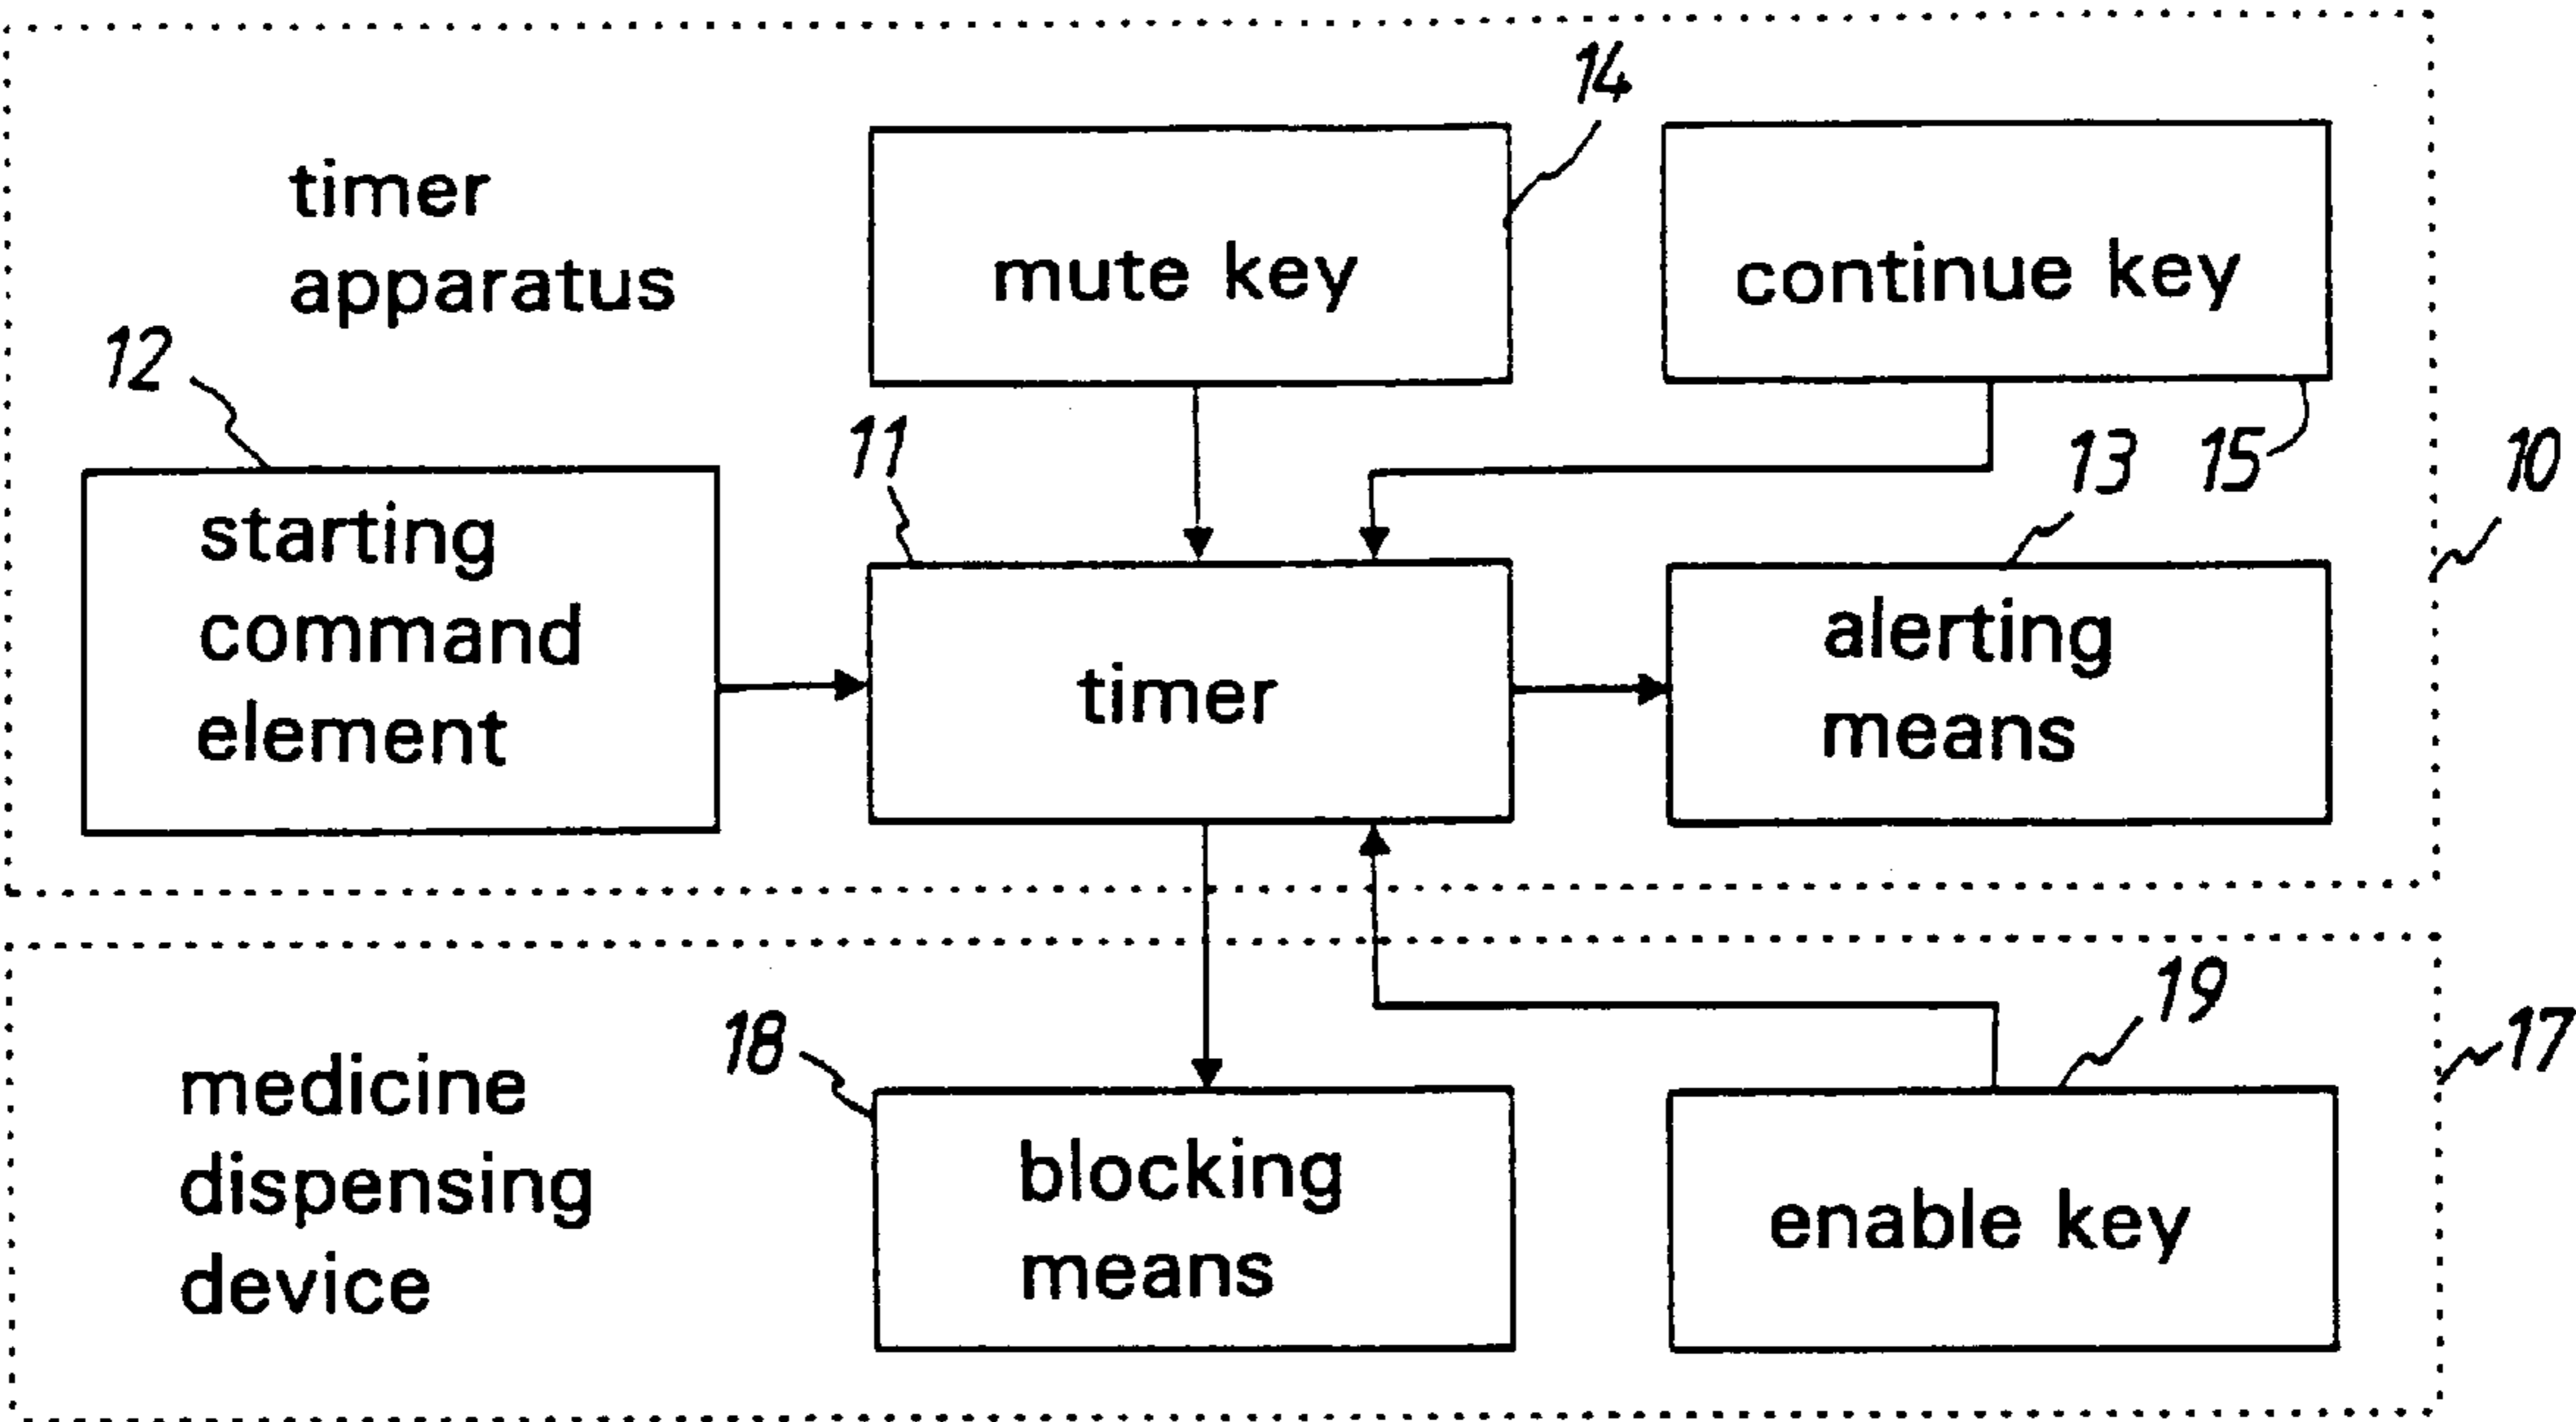 14
timer
apparatus
mute key
continue key
12
11
13
15
10
starting
command
element
timer
alerting
means
18
19
17
medicine
dispensing
device
blocking
means
enable key